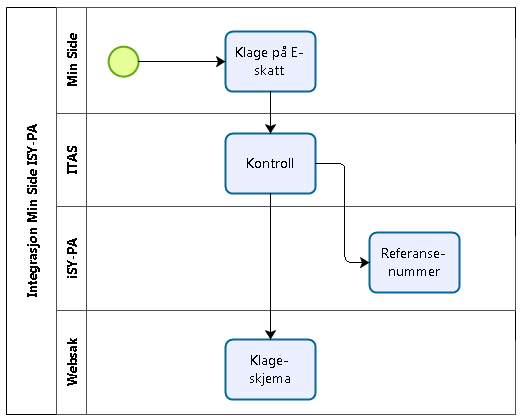 Integrasjon Min Side ISY-PA
Min Side
Klage på E-
skatt
ITAS
Kontroll
iSY-PA
Referanse-
nummer
Websak
Klage-
skjema